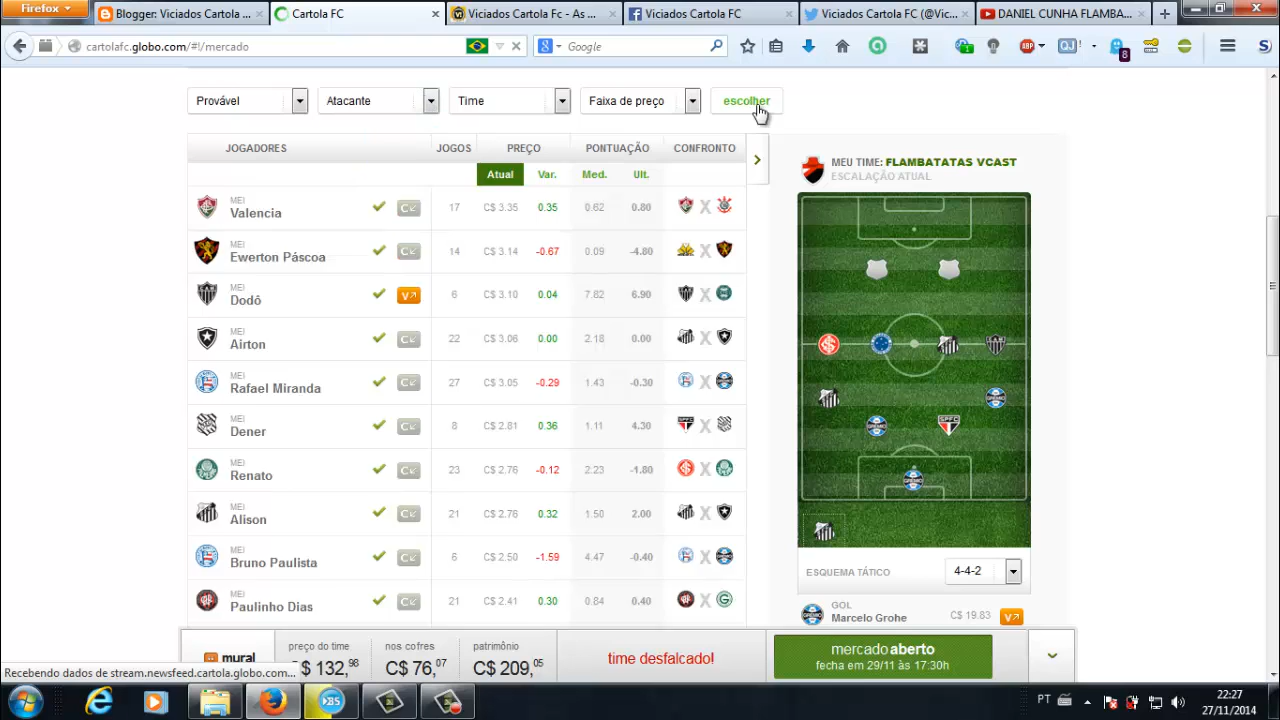 Firefox
Blogger: Viciados Cartola ...
Cartola FC
Viciados Cartola Fc - As ...
Viciados Cartola FC
Viciados Cartola FC (@Vic...
DANIEL CUNHA FLAMBA...
cartolafc.globo.com/#!/mercado
Google
ABP
QJ
8
S
Provável
Atacante
Time
Faixa de preço
escolher
JOGADORES JOGOS PREÇO PONTUAÇÃO CONFRONTO
Atual Var. Med. Ult.
MEI
Valencia 17 C$ 3.35 0.35 0.62 0.80 X
MEI
Ewerton Páscoa 14 C$ 3.14 -0.67 0.09 -4.80 X
MEI
Dodô 6 C$ 3.10 0.04 7.82 6.90 X
MEI
Airton 22 C$ 3.06 0.00 2.18 0.00 X
MEI
Rafael Miranda 27 C$ 3.05 -0.29 1.43 -0.30 X
MEI
Dener 8 C$ 2.81 0.36 1.11 4.30 X
MEI
Renato 23 C$ 2.76 -0.12 2.23 -1.80 X
MEI
Alison 21 C$ 2.76 0.32 1.50 2.00 X
MEI
Bruno Paulista 6 C$ 2.50 -1.59 4.47 -0.40 X
MEI
Paulinho Dias 21 C$ 2.41 0.30 0.84 0.40 X
MEU TIME: FLAMBATATAS VCAST
ESCALAÇÃO ATUAL
ESQUEMA TÁTICO 4-4-2
GOL
Marcelo Grohe C$ 19.83
mural
preço do time
C$ 132,98
nos cofres
C$ 76,07
patrimônio
C$ 209,05
time desfalcado!
mercado aberto
fecha em 29/11 às 17:30h
Recebendo dados de stream.newsfeed.cartola.globo.com...
PT
22:27
27/11/2014